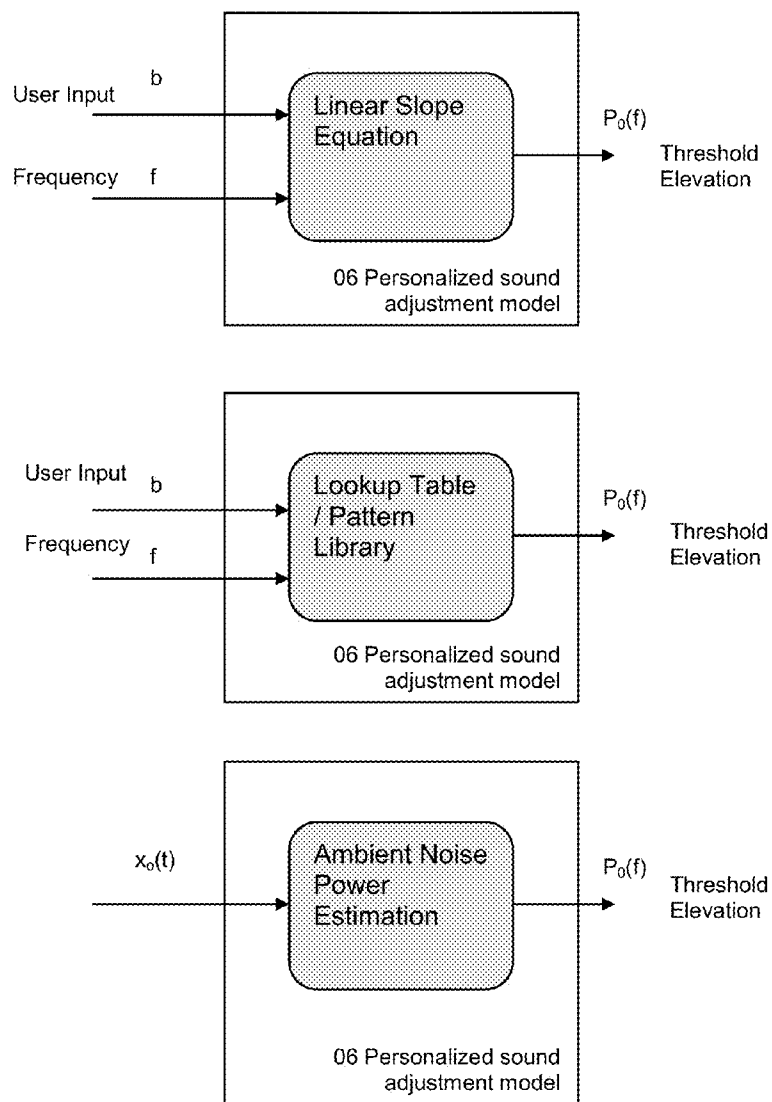 b
User Input
Linear Slope
Equation
P₀(f)
Threshold
Elevation
Frequency f
06 Personalized sound
adjustment model
User Input
b
Lookup Table
/ Pattern
Library
P₀(f)
Threshold
Elevation
Frequency
f
06 Personalized sound
adjustment model
xₒ(t)
Ambient Noise
Power
Estimation
P₀(f)
Threshold
Elevation
06 Personalized sound
adjustment model